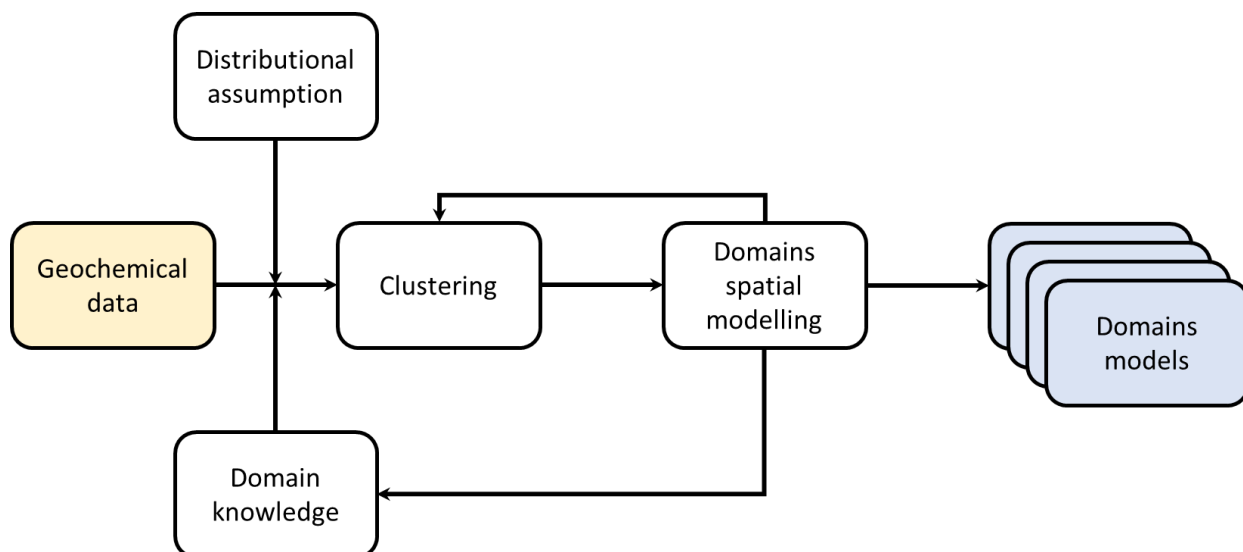 Distributional
assumption
Geochemical
data
Clustering
Domains
spatial
modelling
Domains
models
Domain
knowledge